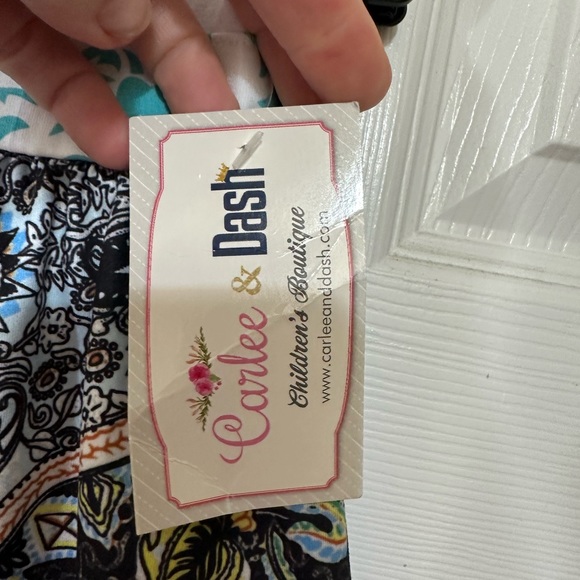 Carlee & Dash
Children's Boutique
www.carleeanddash.com